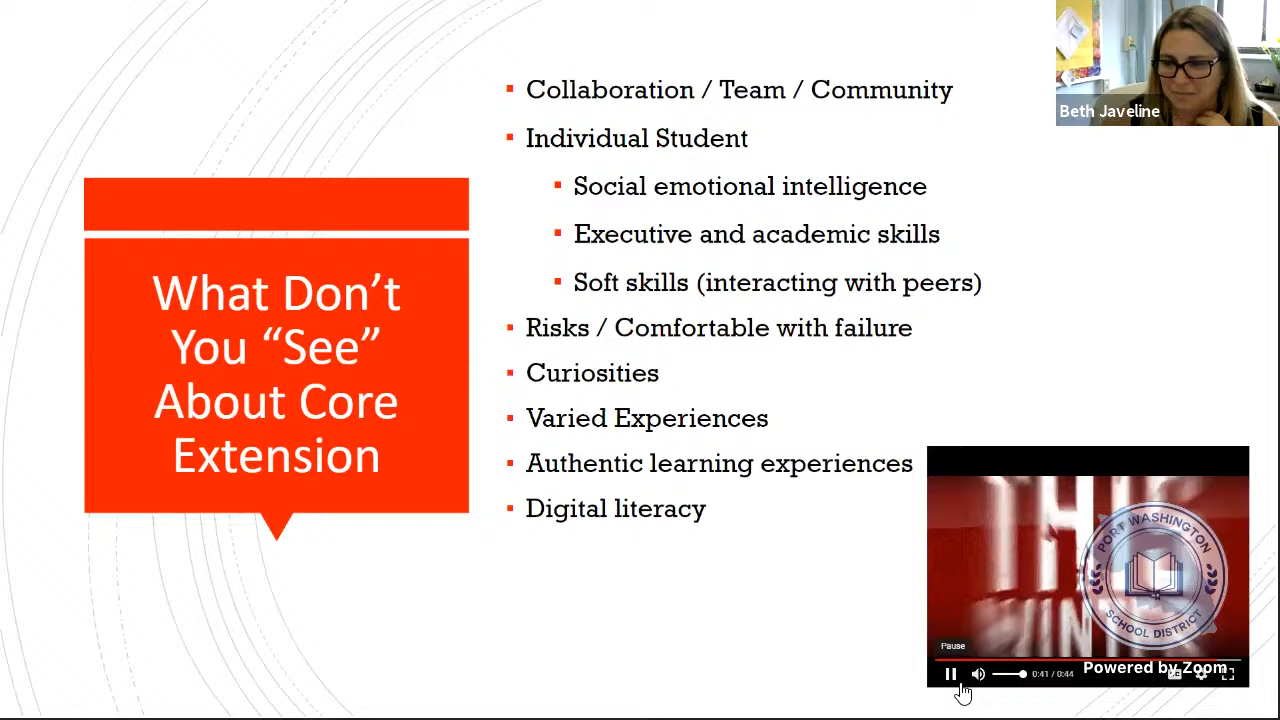 Collaboration / Team / Community
Individual Student
Social emotional intelligence
Executive and academic skills
Soft skills (interacting with peers)
Risks / Comfortable with failure
Curiosities
Varied Experiences
Authentic learning experiences
Digital literacy
What Don’t
You “See”
About Core
Extension
Beth Javeline
PORT WASHINGTON
SCHOOL DISTRICT
Pause
0:41 / 0:44
Powered by Zoom